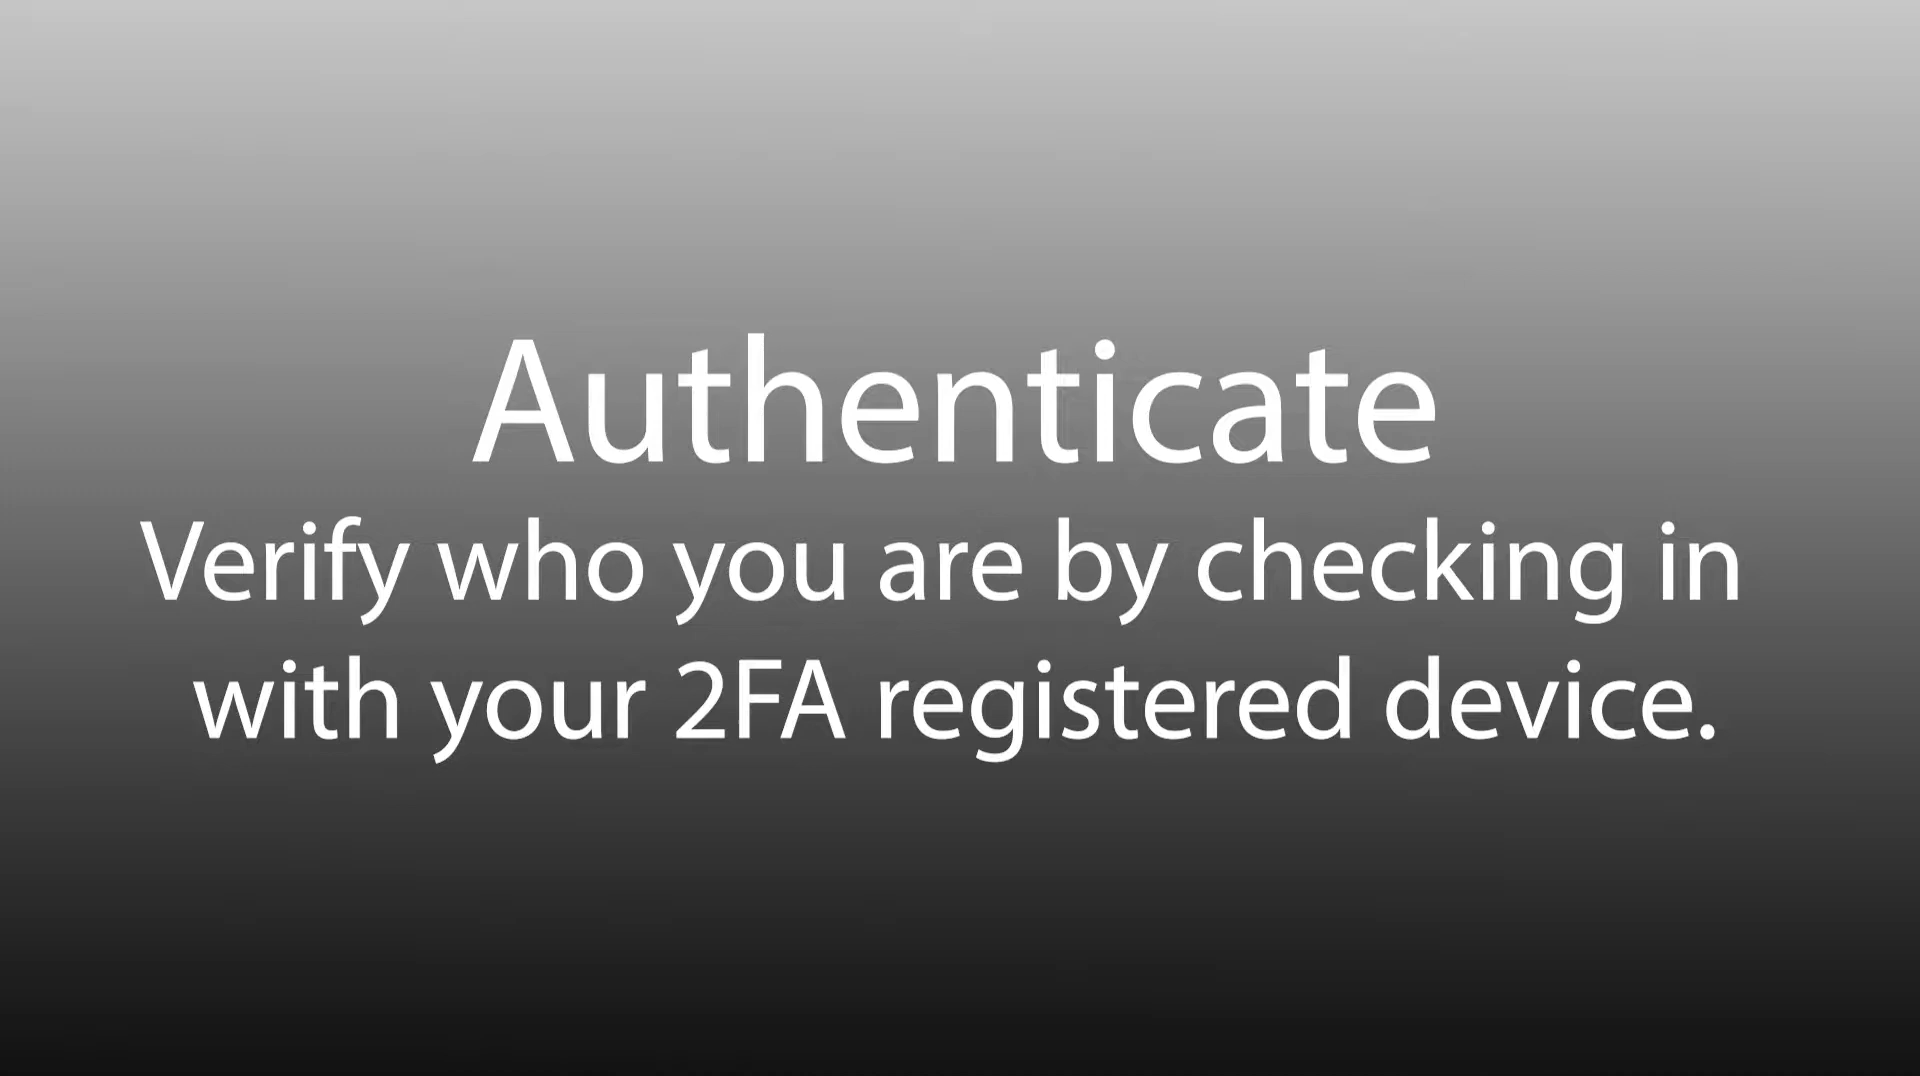 Authenticate
Verify who you are by checking in
with your 2FA registered device.